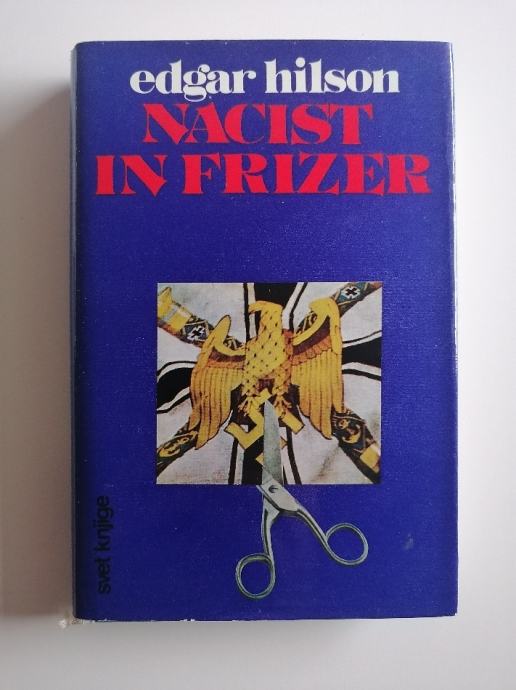 edgar hilson
NACIST
IN FRIZER
svet knjige